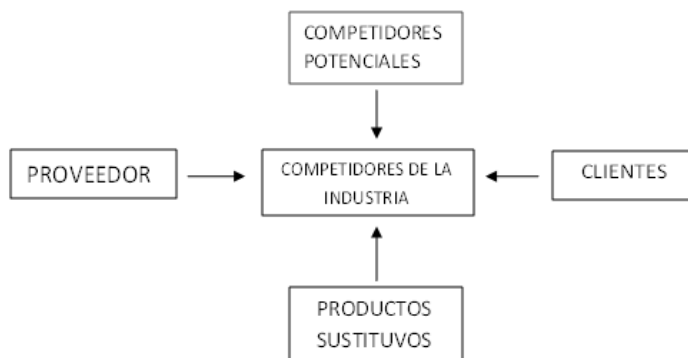 COMPETIDORES
POTENCIALES
PROVEEDOR
COMPETIDORES DE LA
INDUSTRIA
CLIENTES
PRODUCTOS
SUSTITUVOS